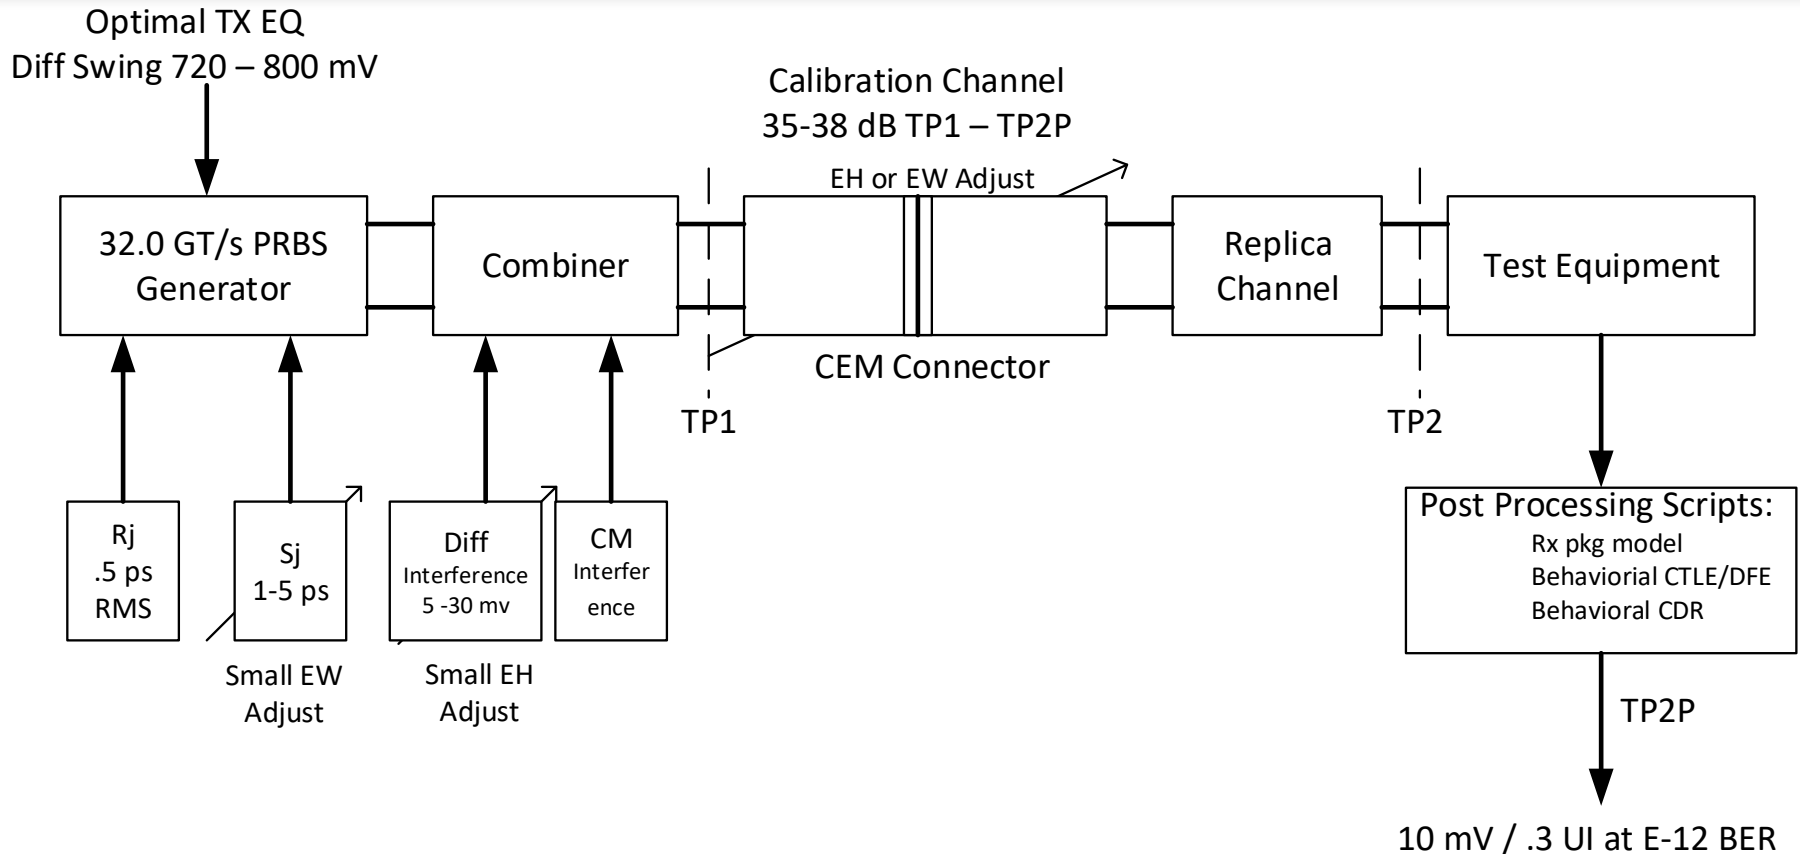 Optimal TX EQ
Diff Swing 720 – 800 mV
Calibration Channel
35-38 dB TP1 – TP2P
EH or EW Adjust
32.0 GT/s PRBS
Generator
Combiner
Replica
Channel
Test Equipment
CEM Connector
TP1
TP2
Rj
.5 ps
RMS
Sj
1-5 ps
Diff
Interference
5 -30 mv
CM
Interfer
ence
Small EW
Adjust
Small EH
Adjust
Post Processing Scripts:
Rx pkg model
Behaviorial CTLE/DFE
Behavioral CDR
TP2P
10 mV / .3 UI at E-12 BER